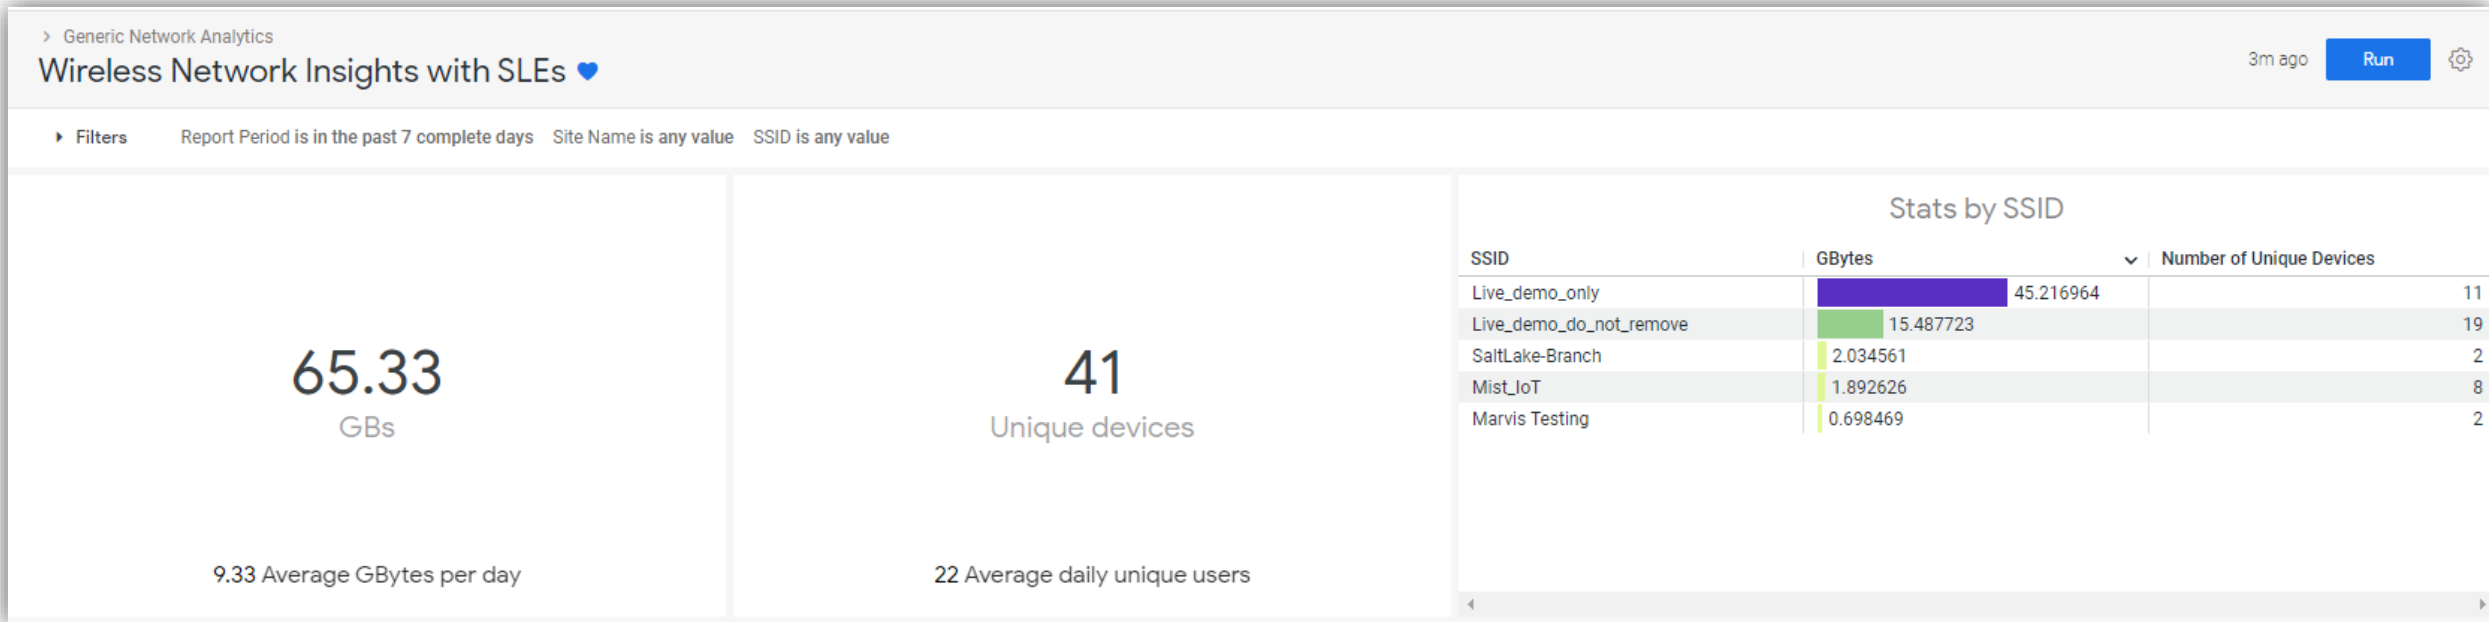 Generic Network Analytics
Wireless Network Insights with SLEs
3m ago Run
Filters Report Period is in the past 7 complete days Site Name is any value SSID is any value
65.33
GBs
9.33 Average GBytes per day
41
Unique devices
22 Average daily unique users
Stats by SSID
SSID GBytes Number of Unique Devices
Live_demo_only 45.216964 11
Live_demo_do_not_remove 15.487723 19
SaltLake-Branch 2.034561 2
Mist_IoT 1.892626 8
Marvis Testing 0.698469 2